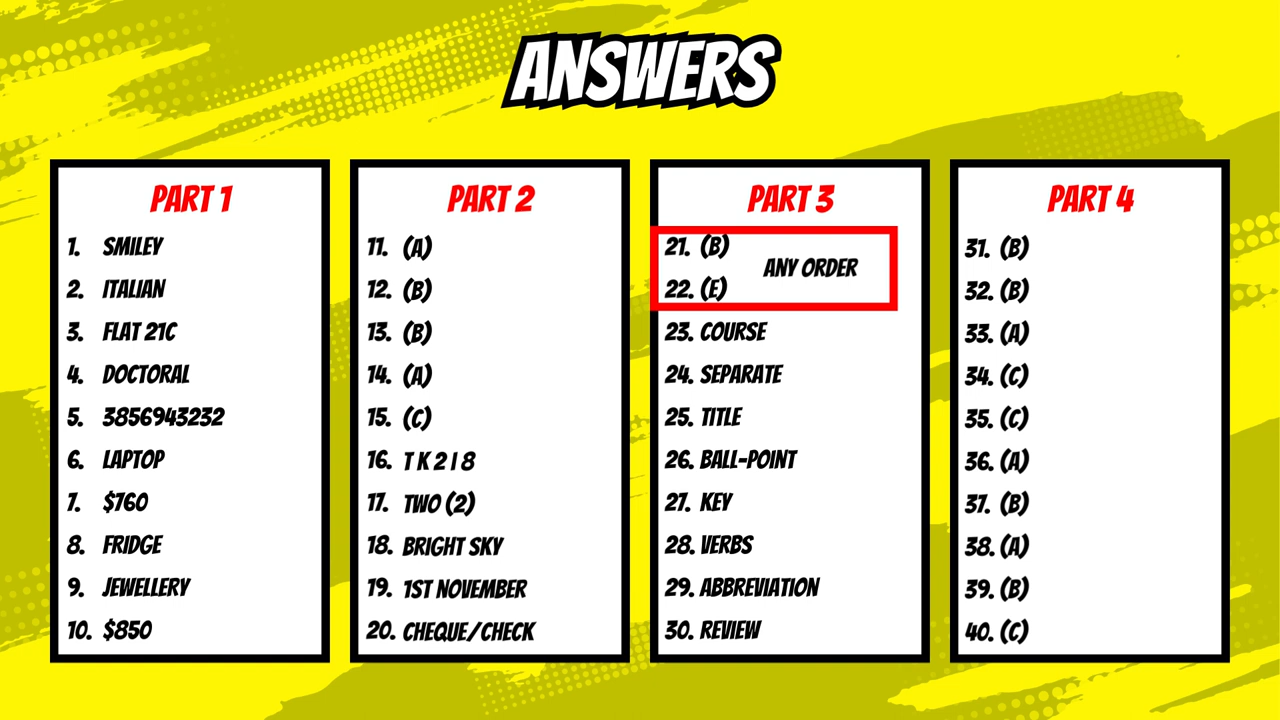 ANSWERS
PART 1
1. SMILEY
2. ITALIAN
3. FLAT 21C
4. DOCTORAL
5. 3856943232
6. LAPTOP
7. $760
8. FRIDGE
9. JEWELLERY
10. $850
PART 2
11. (A)
12. (B)
13. (B)
14. (A)
15. (C)
16. T K 2 1 8
17. TWO (2)
18. BRIGHT SKY
19. 1ST NOVEMBER
20. CHEQUE/CHECK
PART 3
21. (B)
ANY ORDER
22. (E)
23. COURSE
24. SEPARATE
25. TITLE
26. BALL-POINT
27. KEY
28. VERBS
29. ABBREVIATION
30. REVIEW
PART 4
31. (B)
32. (B)
33. (A)
34. (C)
35. (C)
36. (A)
37. (B)
38. (A)
39. (B)
40. (C)